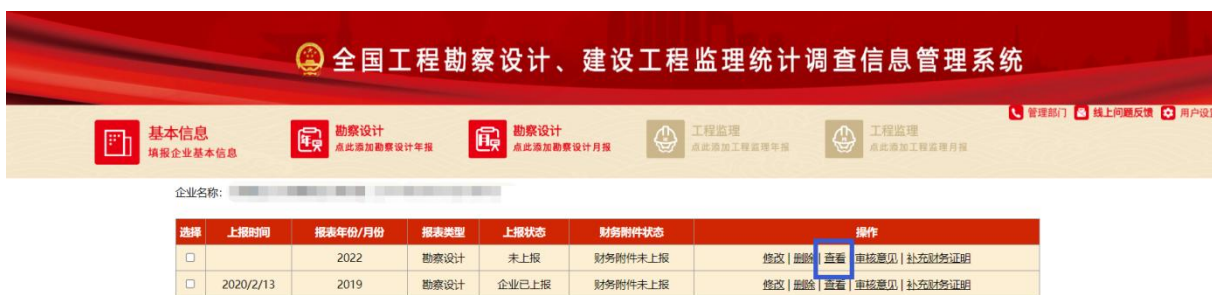 全国工程勘察设计、建设工程监理统计调查信息管理系统
管理部门 线上问题反馈 用户设置
基本信息 勘察设计 勘察设计 工程监理 工程监理
填报企业基本信息 点此添加勘察设计年报 点此添加勘察设计月报 点此添加工程监理年报 点此添加工程监理月报
企业名称:
选择 上报时间 报表年份/月份 报表类型 上报状态 财务附件状态 操作
2022 勘察设计 未上报 财务附件未上报 修改 | 删除 | 查看 | 审核意见 | 补充财务证明
2020/2/13 2019 勘察设计 企业已上报 财务附件未上报 修改 | 删除 | 查看 | 审核意见 | 补充财务证明